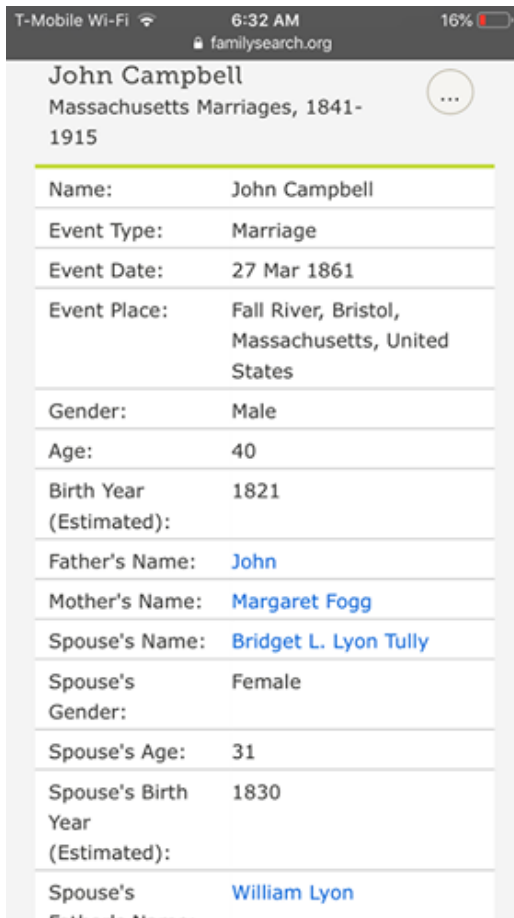 T-Mobile Wi-Fi 6:32 AM 16%
familysearch.org
John Campbell
Massachusetts Marriages, 1841-
1915
...
Name: John Campbell
Event Type: Marriage
Event Date: 27 Mar 1861
Event Place: Fall River, Bristol,
Massachusetts, United
States
Gender: Male
Age: 40
Birth Year 1821
(Estimated):
Father's Name: John
Mother's Name: Margaret Fogg
Spouse's Name: Bridget L. Lyon Tully
Spouse's Female
Gender:
Spouse's Age: 31
Spouse's Birth 1830
Year
(Estimated):
Spouse's William Lyon